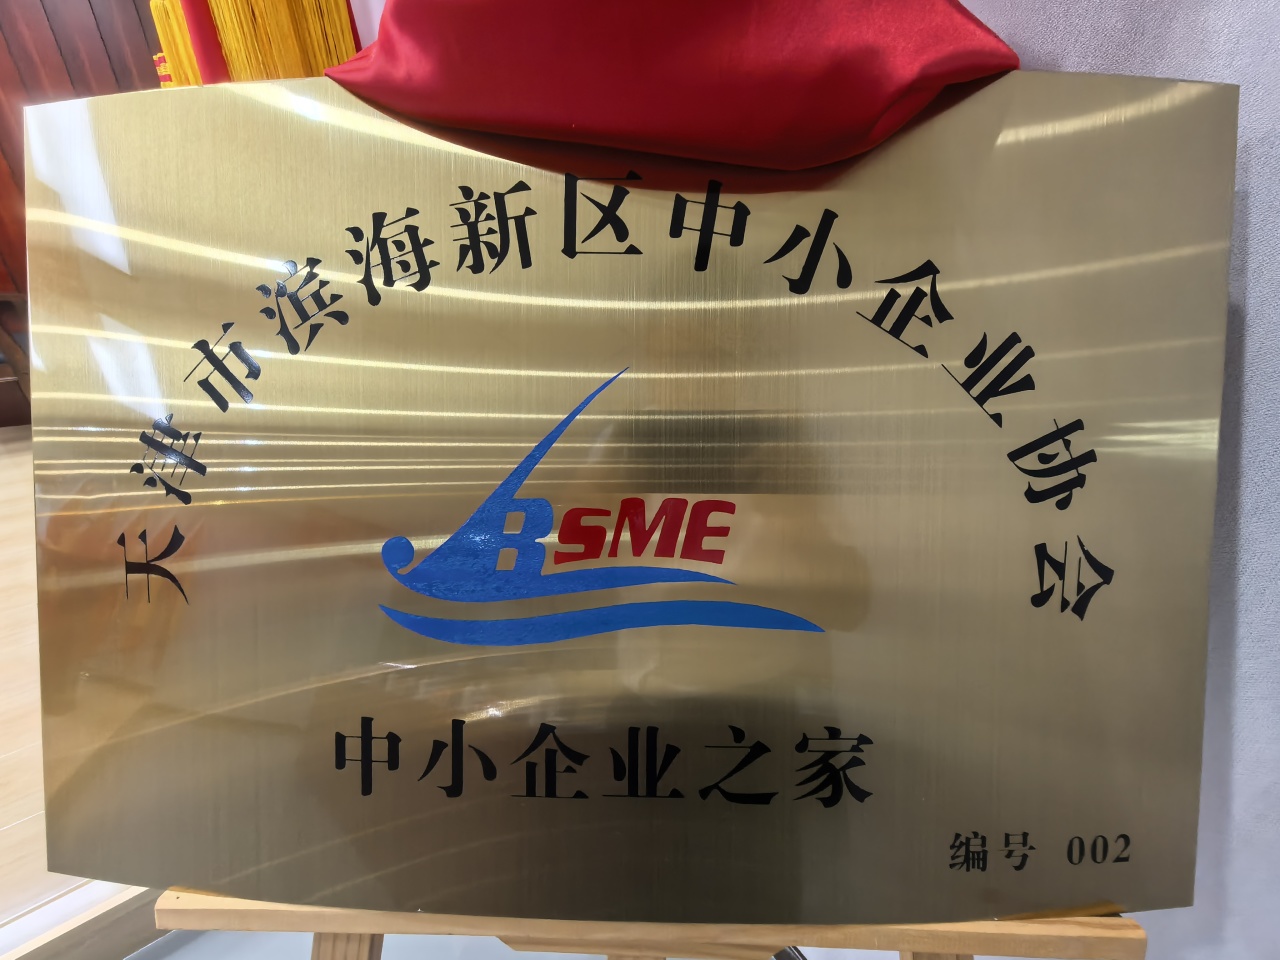 天津市滨海新区中小企业协会
BSME
中小企业之家
编号 002